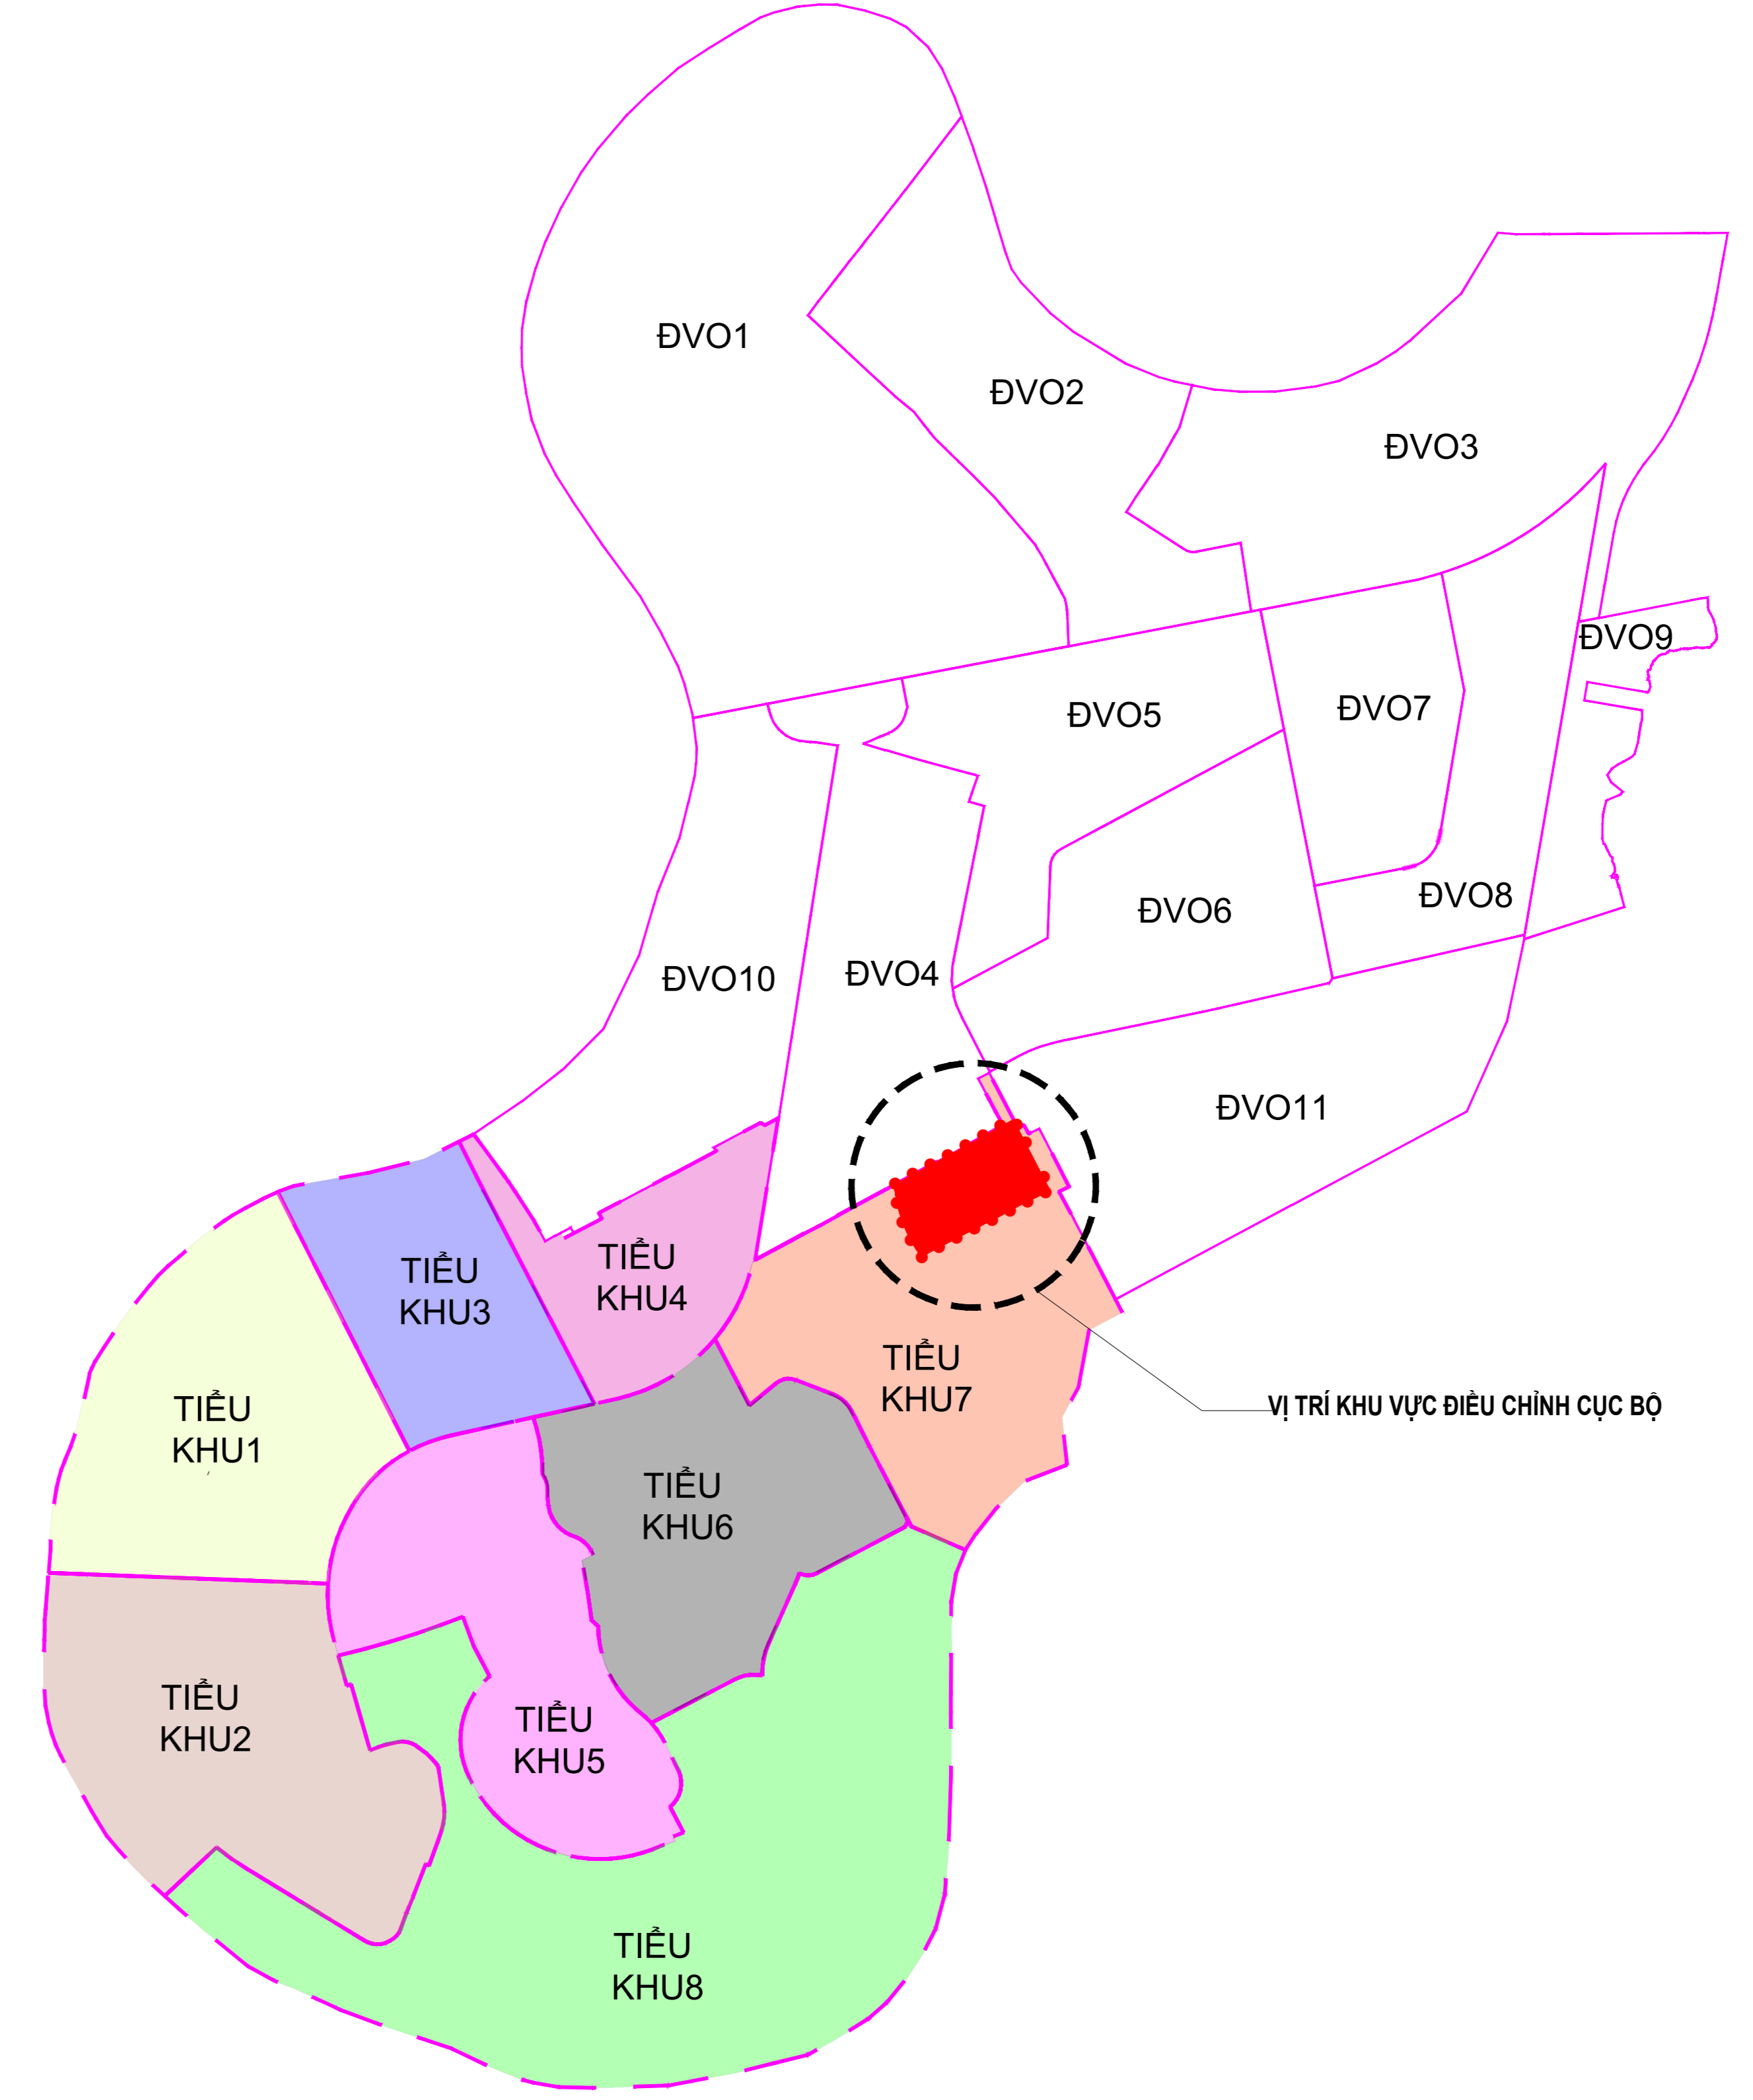 ĐVO1
ĐVO2
ĐVO3
ĐVO9
ĐVO5
ĐVO7
ĐVO8
ĐVO6
ĐVO10
ĐVO4
ĐVO11
TIỂU
KHU3
TIỂU
KHU4
TIỂU
KHU7
TIỂU
KHU1
VỊ TRÍ KHU VỰC ĐIỀU CHỈNH CỤC BỘ
TIỂU
KHU6
TIỂU
KHU2
TIỂU
KHU5
TIỂU
KHU8